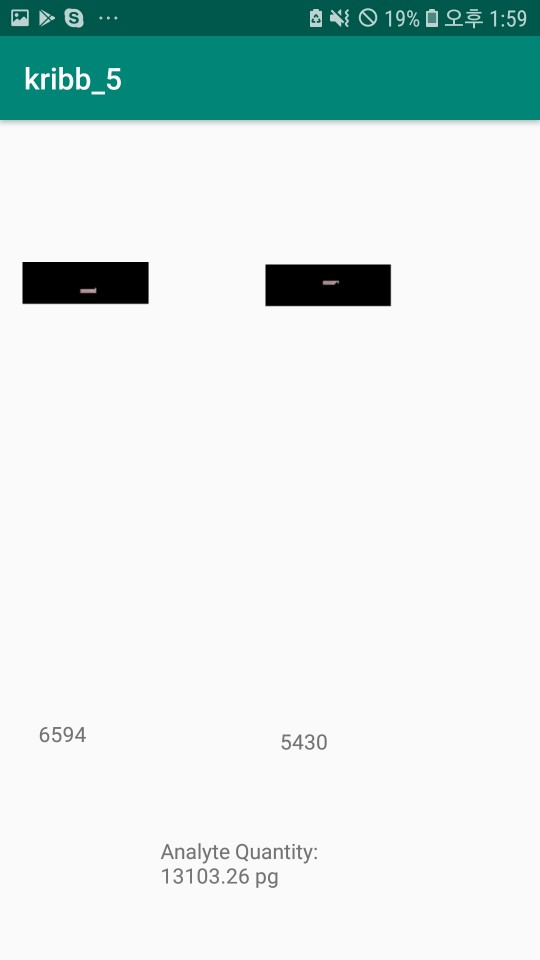 19% 오후 1:59
kribb_5
6594
5430
Analyte Quantity:
13103.26 pg